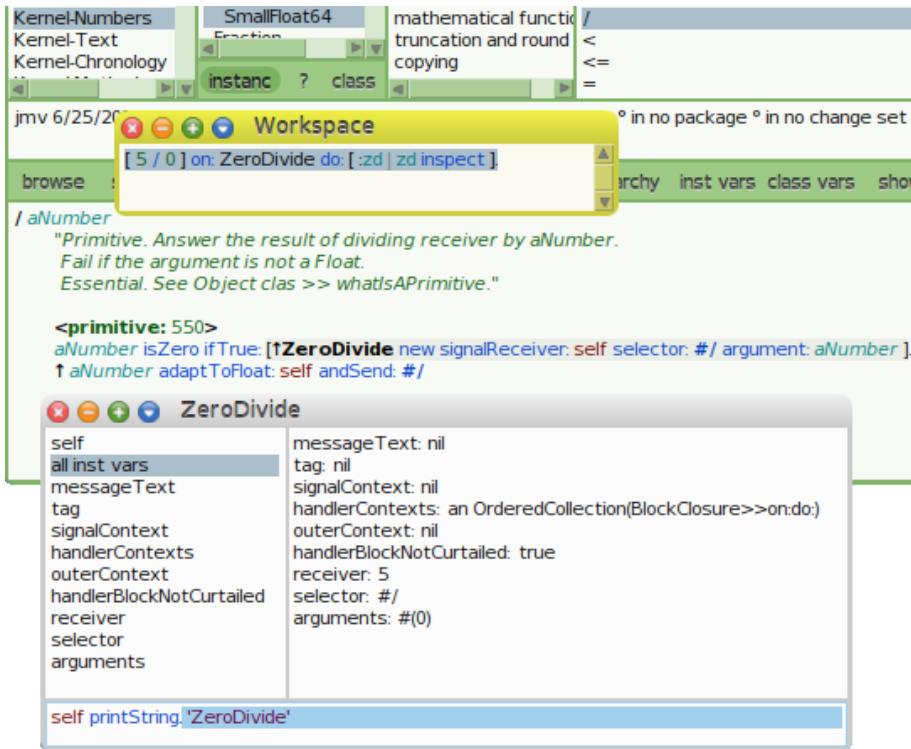 Kernel-Numbers
Kernel-Text
Kernel-Chronology
SmallFloat64
Fraction
instanc ? class
mathematical functio
truncation and round
copying
/
<
<=
=
jmv 6/25/20
° in no package ° in no change set
Workspace
[ 5 / 0 ] on: ZeroDivide do: [ :zd | zd inspect ].
browse archy inst vars class vars sho
/ aNumber
"Primitive. Answer the result of dividing receiver by aNumber.
Fail if the argument is not a Float.
Essential. See Object clas >> whatIsAPrimitive."
<primitive: 550>
aNumber isZero ifTrue: [↑ZeroDivide new signalReceiver: self selector: #/ argument: aNumber ].
↑ aNumber adaptToFloat: self andSend: #/
ZeroDivide
self
all inst vars
messageText
tag
signalContext
handlerContexts
outerContext
handlerBlockNotCurtailed
receiver
selector
arguments
messageText: nil
tag: nil
signalContext: nil
handlerContexts: an OrderedCollection(BlockClosure>>on:do:)
outerContext: nil
handlerBlockNotCurtailed: true
receiver: 5
selector: #/
arguments: #(0)
self printString. 'ZeroDivide'